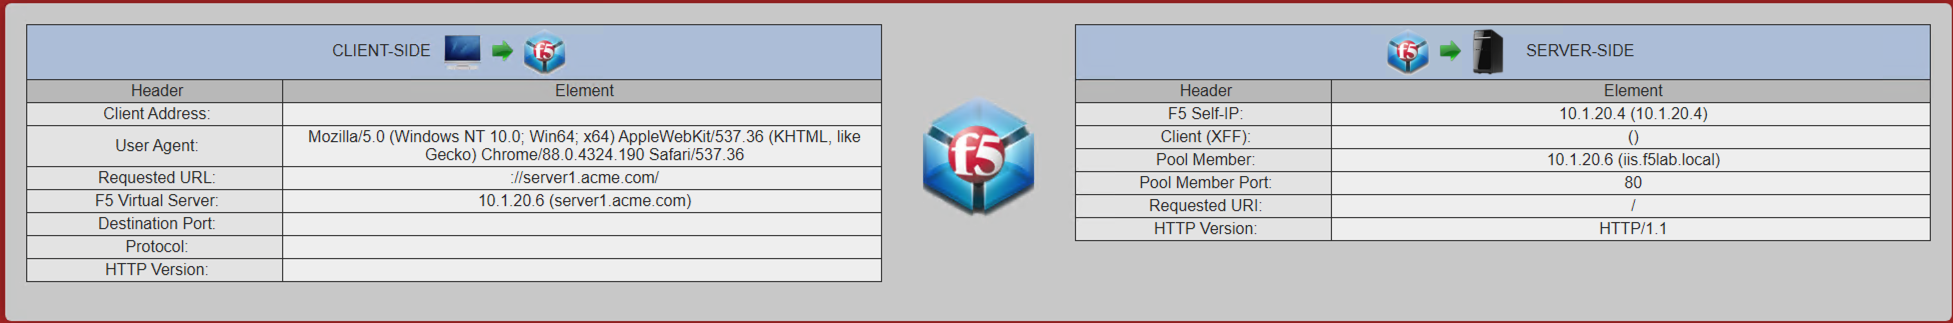 CLIENT-SIDE f5
Header Element
Client Address:
User Agent: Mozilla/5.0 (Windows NT 10.0; Win64; x64) AppleWebKit/537.36 (KHTML, like
Gecko) Chrome/88.0.4324.190 Safari/537.36
Requested URL: ://server1.acme.com/
F5 Virtual Server: 10.1.20.6 (server1.acme.com)
Destination Port:
Protocol:
HTTP Version:
f5
f5 SERVER-SIDE
Header Element
F5 Self-IP: 10.1.20.4 (10.1.20.4)
Client (XFF): ()
Pool Member: 10.1.20.6 (iis.f5lab.local)
Pool Member Port: 80
Requested URI: /
HTTP Version: HTTP/1.1